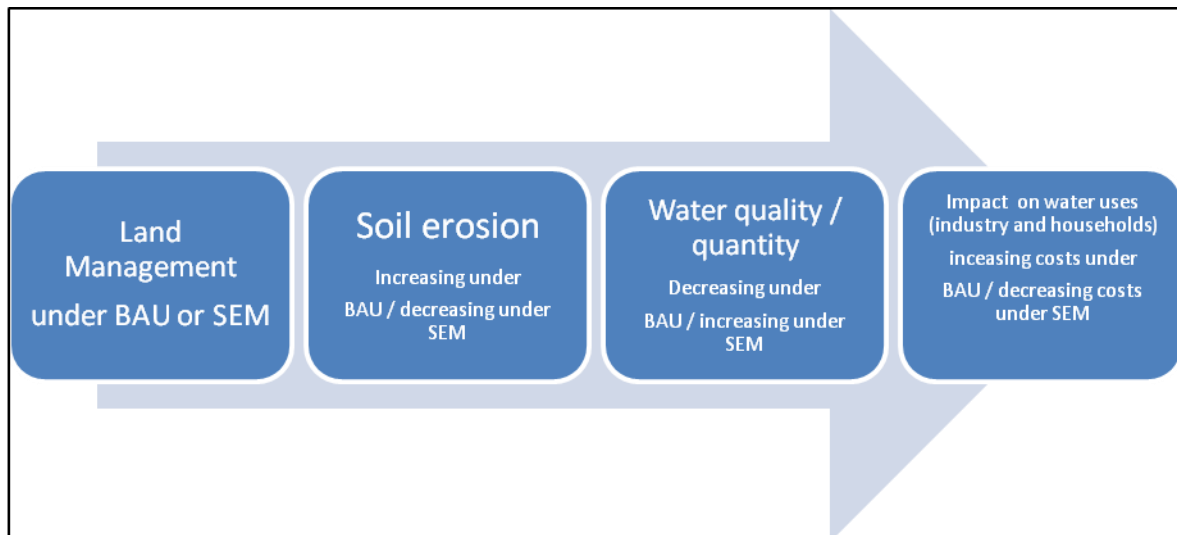 Land
Management
under BAU or SEM
Soil erosion
Increasing under
BAU / decreasing under
SEM
Water quality /
quantity
Decreasing under
BAU / increasing under
SEM
Impact on water uses
(industry and households)
inceasing costs under
BAU / decreasing costs
under SEM